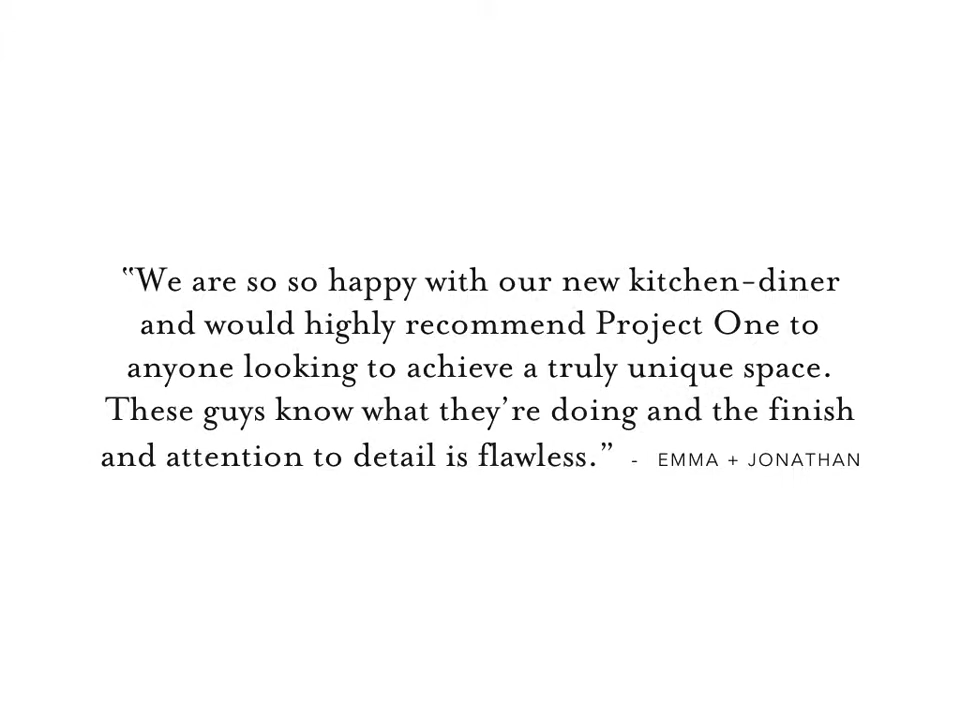 “We are so so happy with our new kitchen-diner
and would highly recommend Project One to
anyone looking to achieve a truly unique space.
These guys know what they’re doing and the finish
and attention to detail is flawless.” - EMMA + JONATHAN